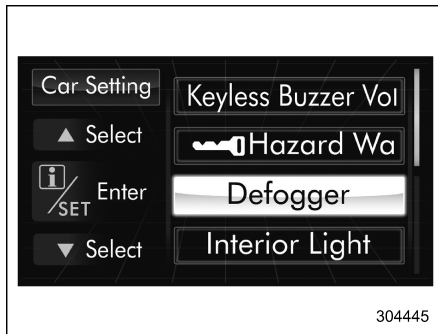 Car Setting
▲ Select
i/SET Enter
▼ Select
Keyless Buzzer Vol
Hazard Wa
Defogger
Interior Light
304445